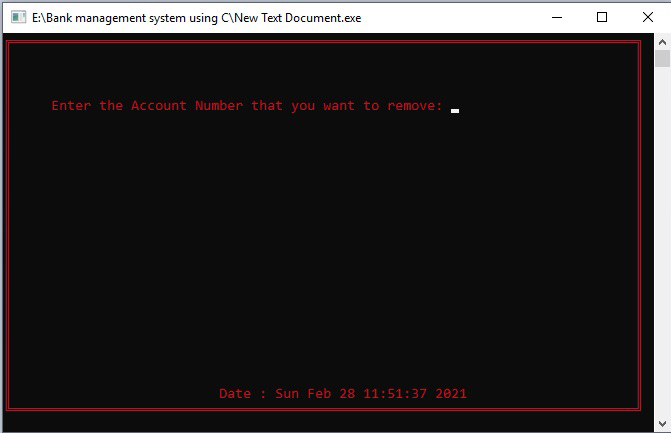 E:\Bank management system using C\New Text Document.exe
Enter the Account Number that you want to remove:
Date : Sun Feb 28 11:51:37 2021